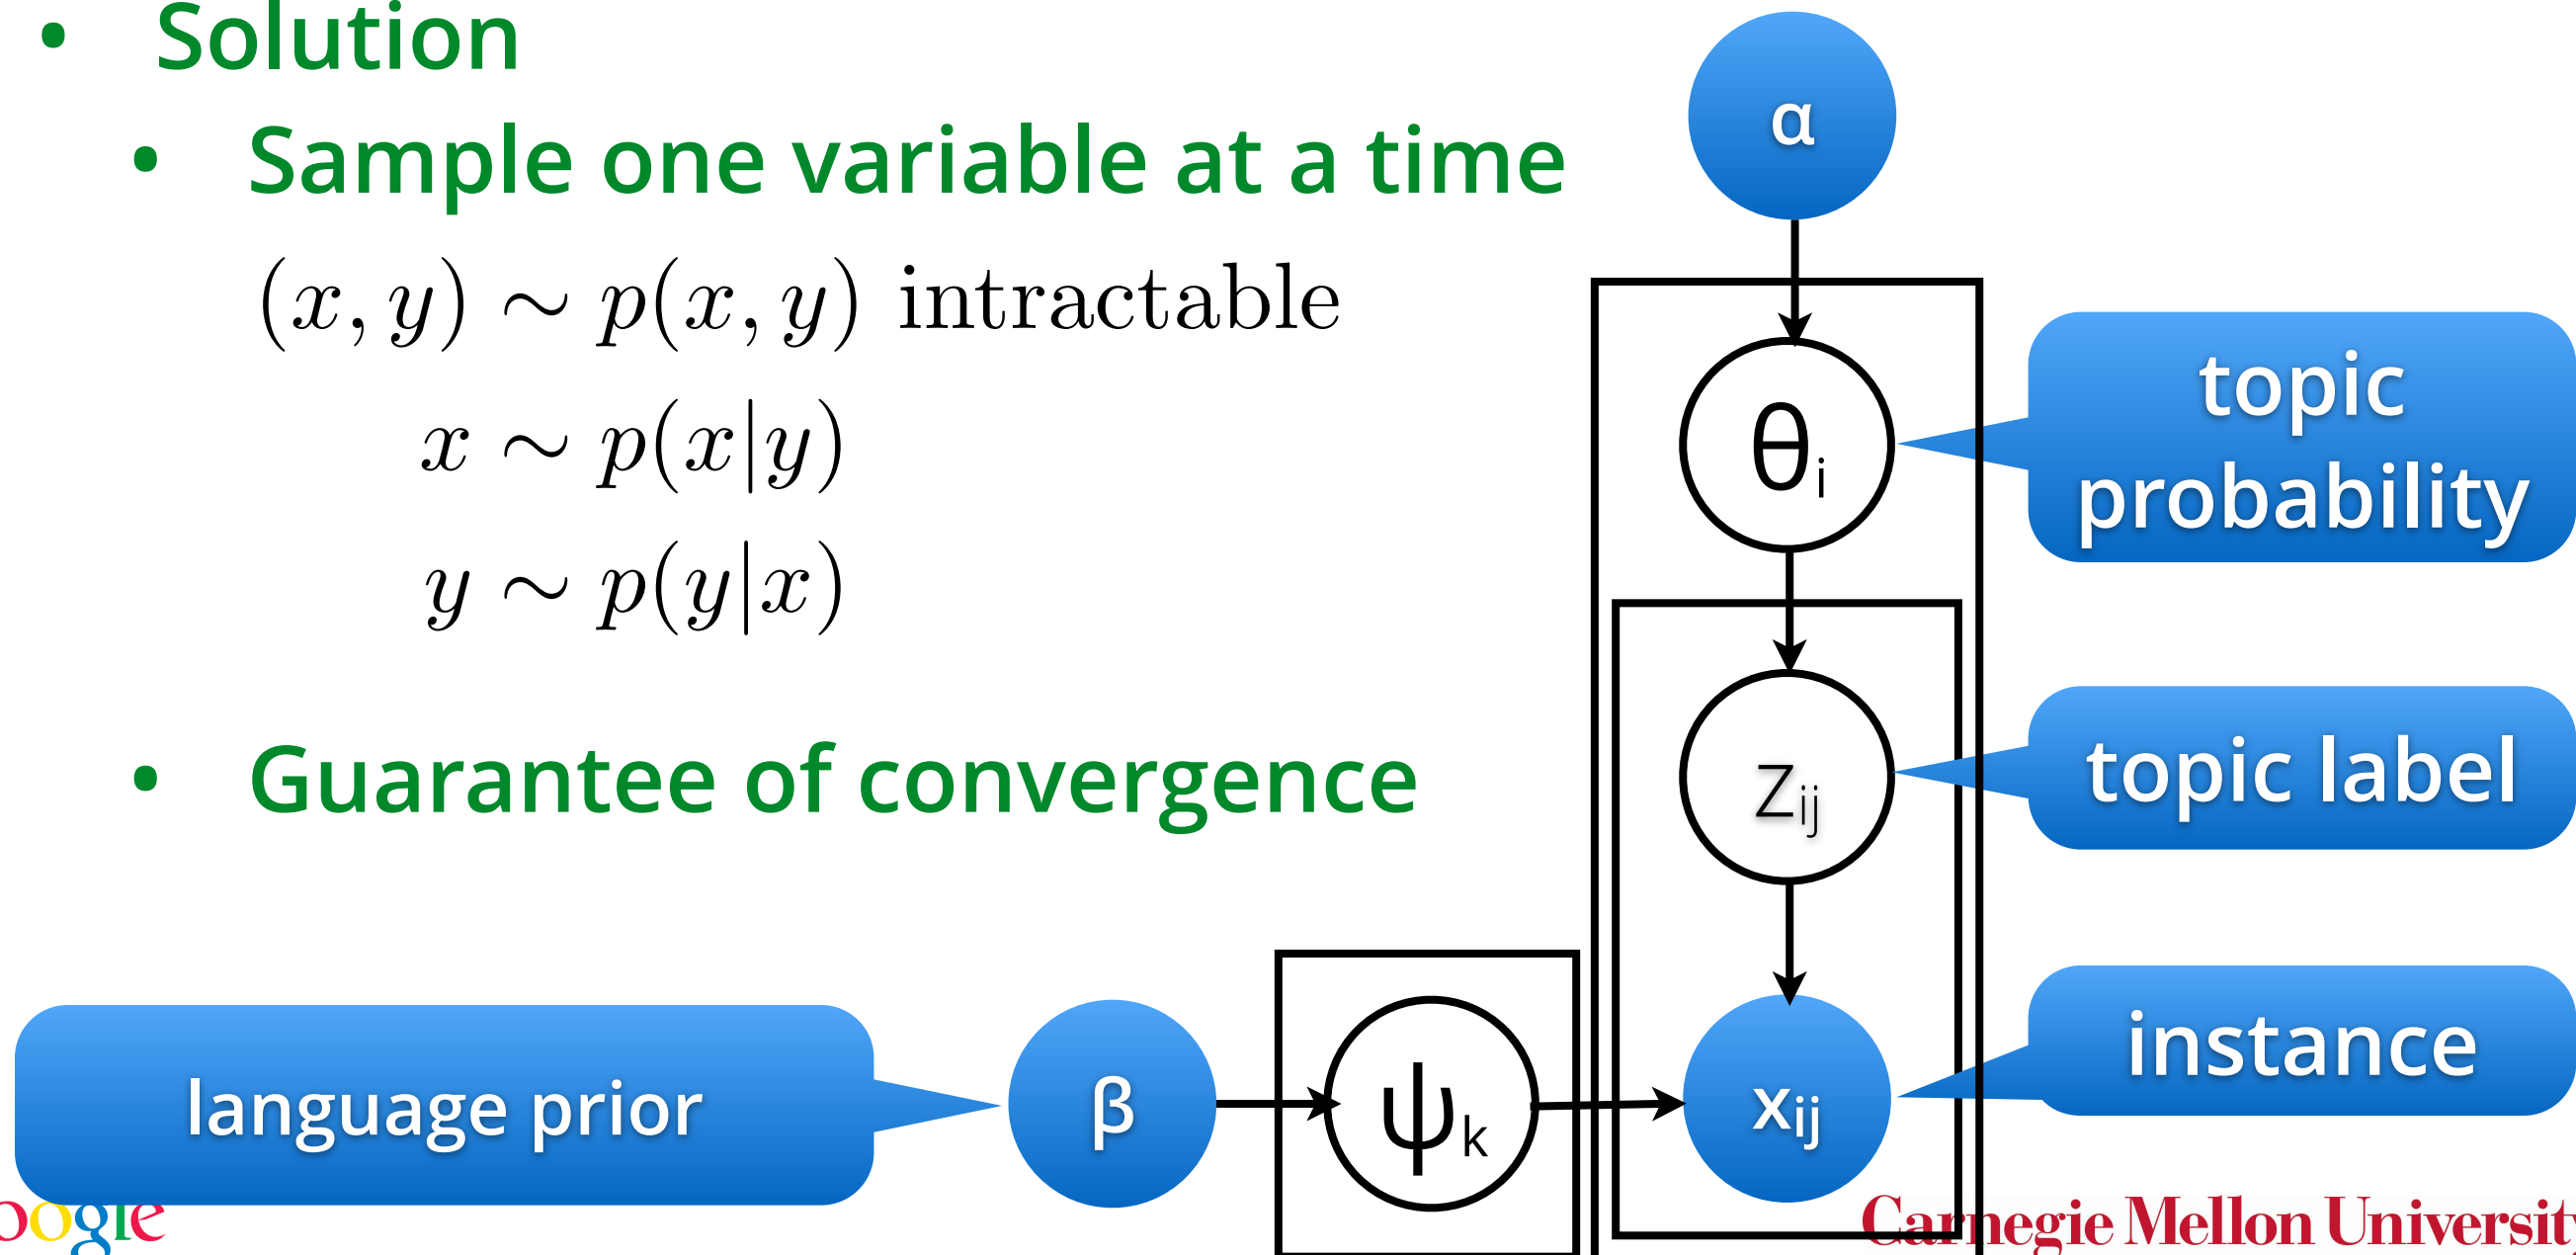 • Solution
• Sample one variable at a time
(x, y) ∼ p(x, y) intractable
x ∼ p(x|y)
y ∼ p(y|x)
• Guarantee of convergence
α
θi
topic
probability
zij
topic label
language prior
β
ψk
xij
instance
oogle
Carnegie Mellon Universit